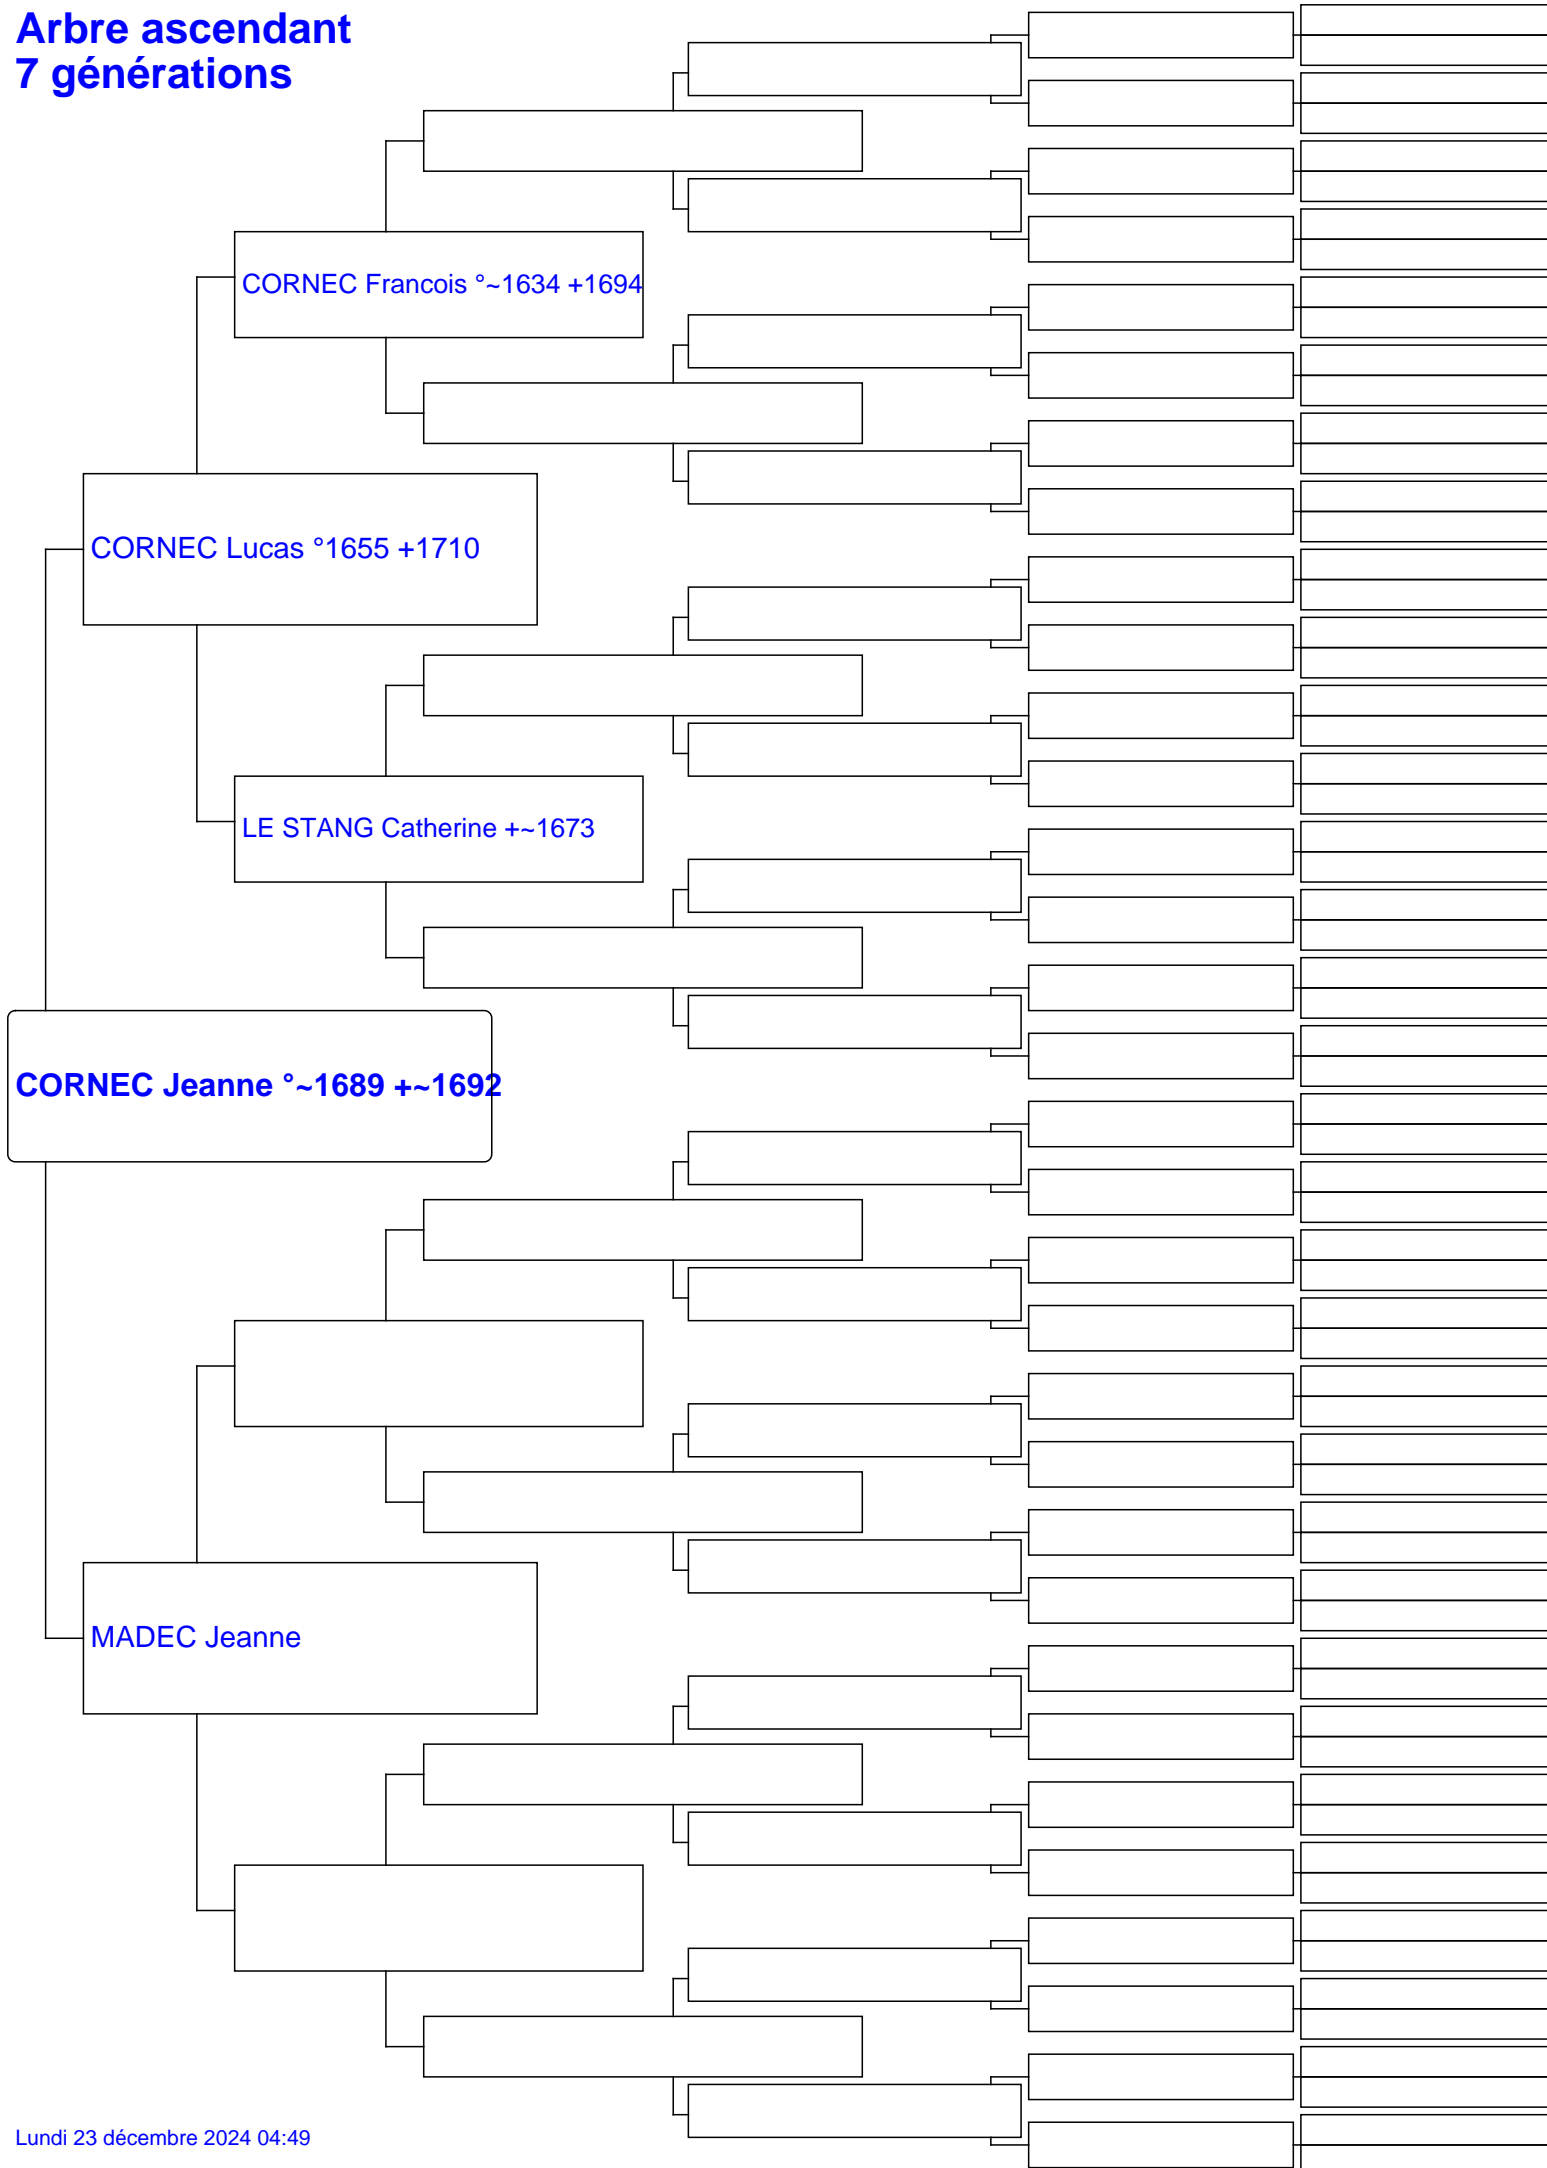 Arbre ascendant
7 générations
CORNEC Francois °~1634 +1694
CORNEC Lucas °1655 +1710
LE STANG Catherine +~1673
CORNEC Jeanne °~1689 +~1692
MADEC Jeanne
Lundi 23 décembre 2024 04:49